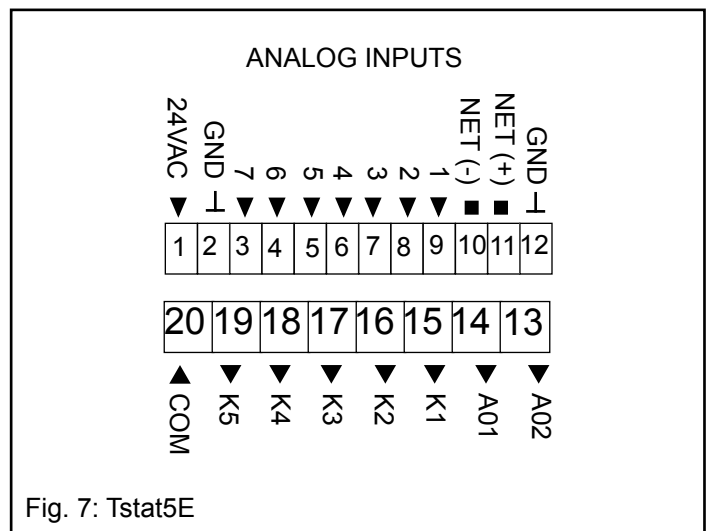 ANALOG INPUTS
24VAC GND 7 6 5 4 3 2 1 NET (-) NET (+) GND
1 2 3 4 5 6 7 8 9 10 11 12
20 19 18 17 16 15 14 13
COM K5 K4 K3 K2 K1 A01 A02
Fig. 7: Tstat5E